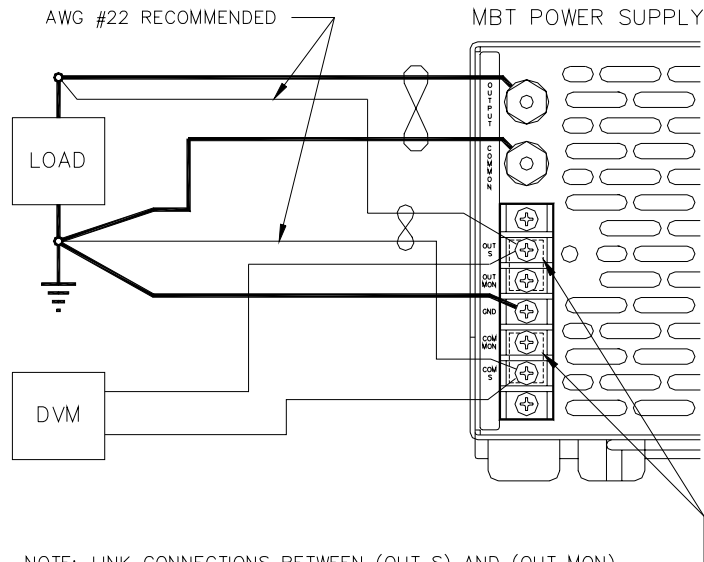 AWG #22 RECOMMENDED
MBT POWER SUPPLY
OUTPUT
COMMON
LOAD
OUT
S
OUT
MON
GND
COM
MON
COM
S
DVM
NOTE: LINK CONNECTIONS BETWEEN (OUT S) AND (OUT MON)